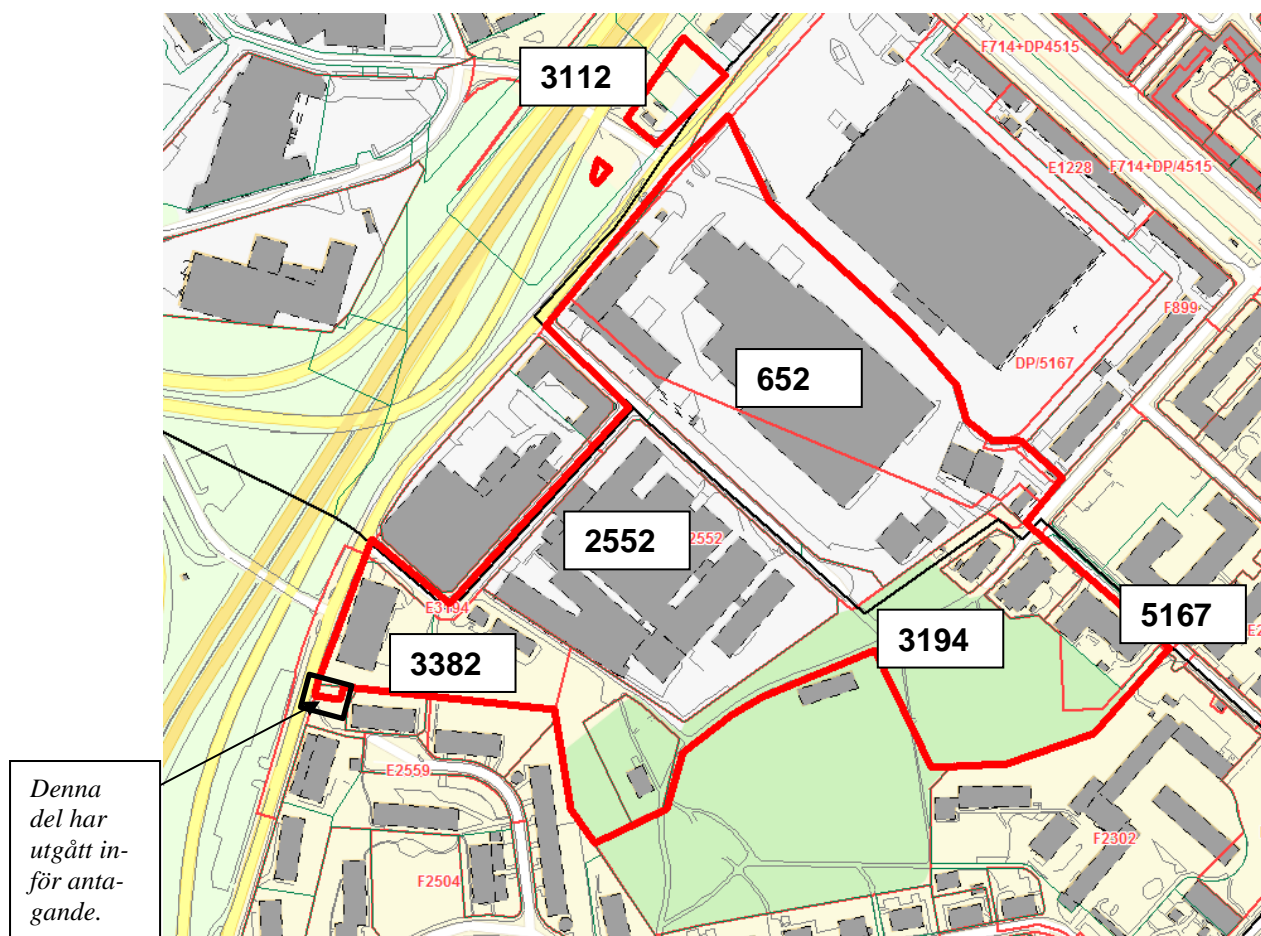 F714+DP4515
3112
E1228
F714+DP/4515
F899
DP/5167
652
2552
2552
E3194
5167
3194
3382
E2559
Denna
del har
utgått in-
för anta-
gande.
F2302
F2504